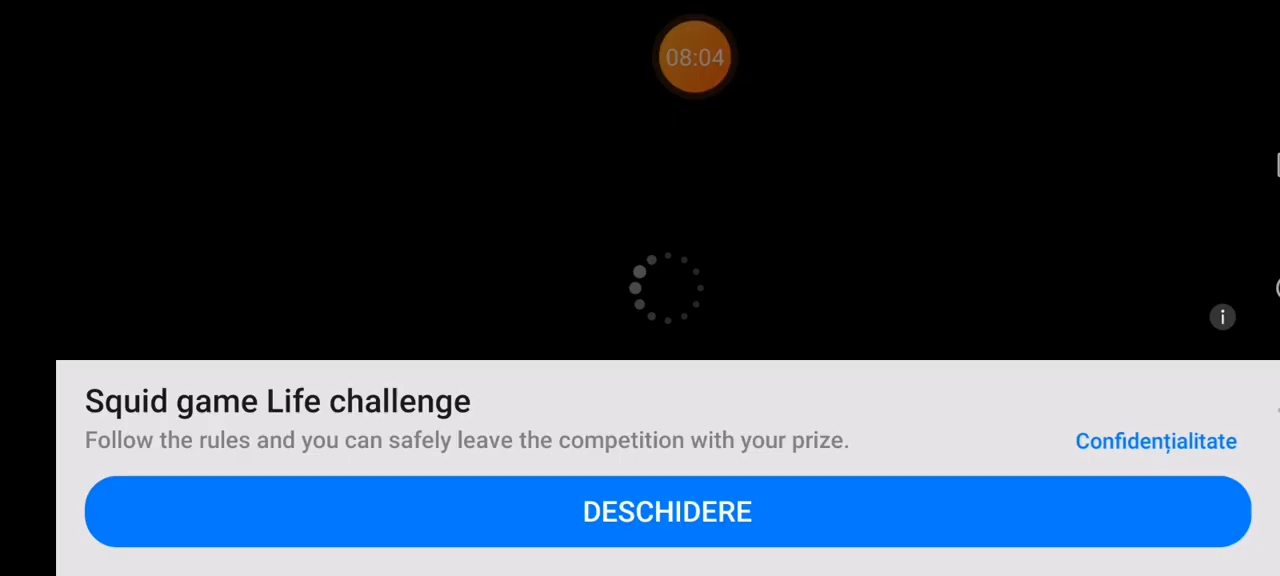 08:04
i
Squid game Life challenge
Follow the rules and you can safely leave the competition with your prize.
Confidențialitate
DESCHIDERE